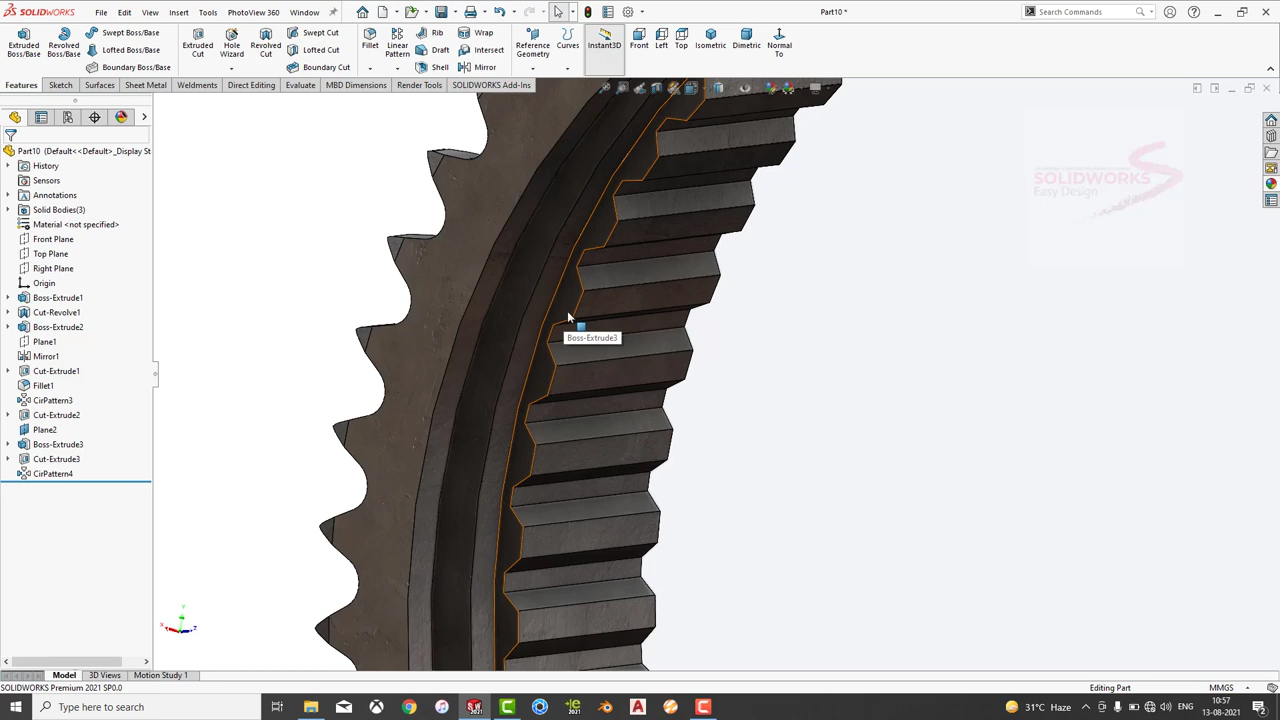 SOLIDWORKS File Edit View Insert Tools PhotoView 360 Window Part10 * Search Commands
Extruded Boss/Base
Revolved Boss/Base
Swept Boss/Base
Lofted Boss/Base
Boundary Boss/Base
Extruded Cut
Hole Wizard
Revolved Cut
Swept Cut
Lofted Cut
Boundary Cut
Fillet
Linear Pattern
Rib
Draft
Shell
Wrap
Intersect
Mirror
Reference Geometry
Curves
Instant3D
Front
Left
Top
Isometric
Dimetric
Normal To
Features Sketch Surfaces Sheet Metal Weldments Direct Editing Evaluate MBD Dimensions Render Tools SOLIDWORKS Add-Ins
Part10 (Default<<Default>_Display St
History
Sensors
Annotations
Solid Bodies(3)
Material <not specified>
Front Plane
Top Plane
Right Plane
Origin
Boss-Extrude1
Cut-Revolve1
Boss-Extrude2
Plane1
Mirror1
Cut-Extrude1
Fillet1
CirPattern3
Cut-Extrude2
Plane2
Boss-Extrude3
Cut-Extrude3
CirPattern4
Boss-Extrude3
SOLIDWORKS
Easy Design
Y
X
Z
Model 3D Views Motion Study 1
SOLIDWORKS Premium 2021 SP0.0 Editing Part MMGS
Type here to search
31°C Haze
10:57
13-08-2021